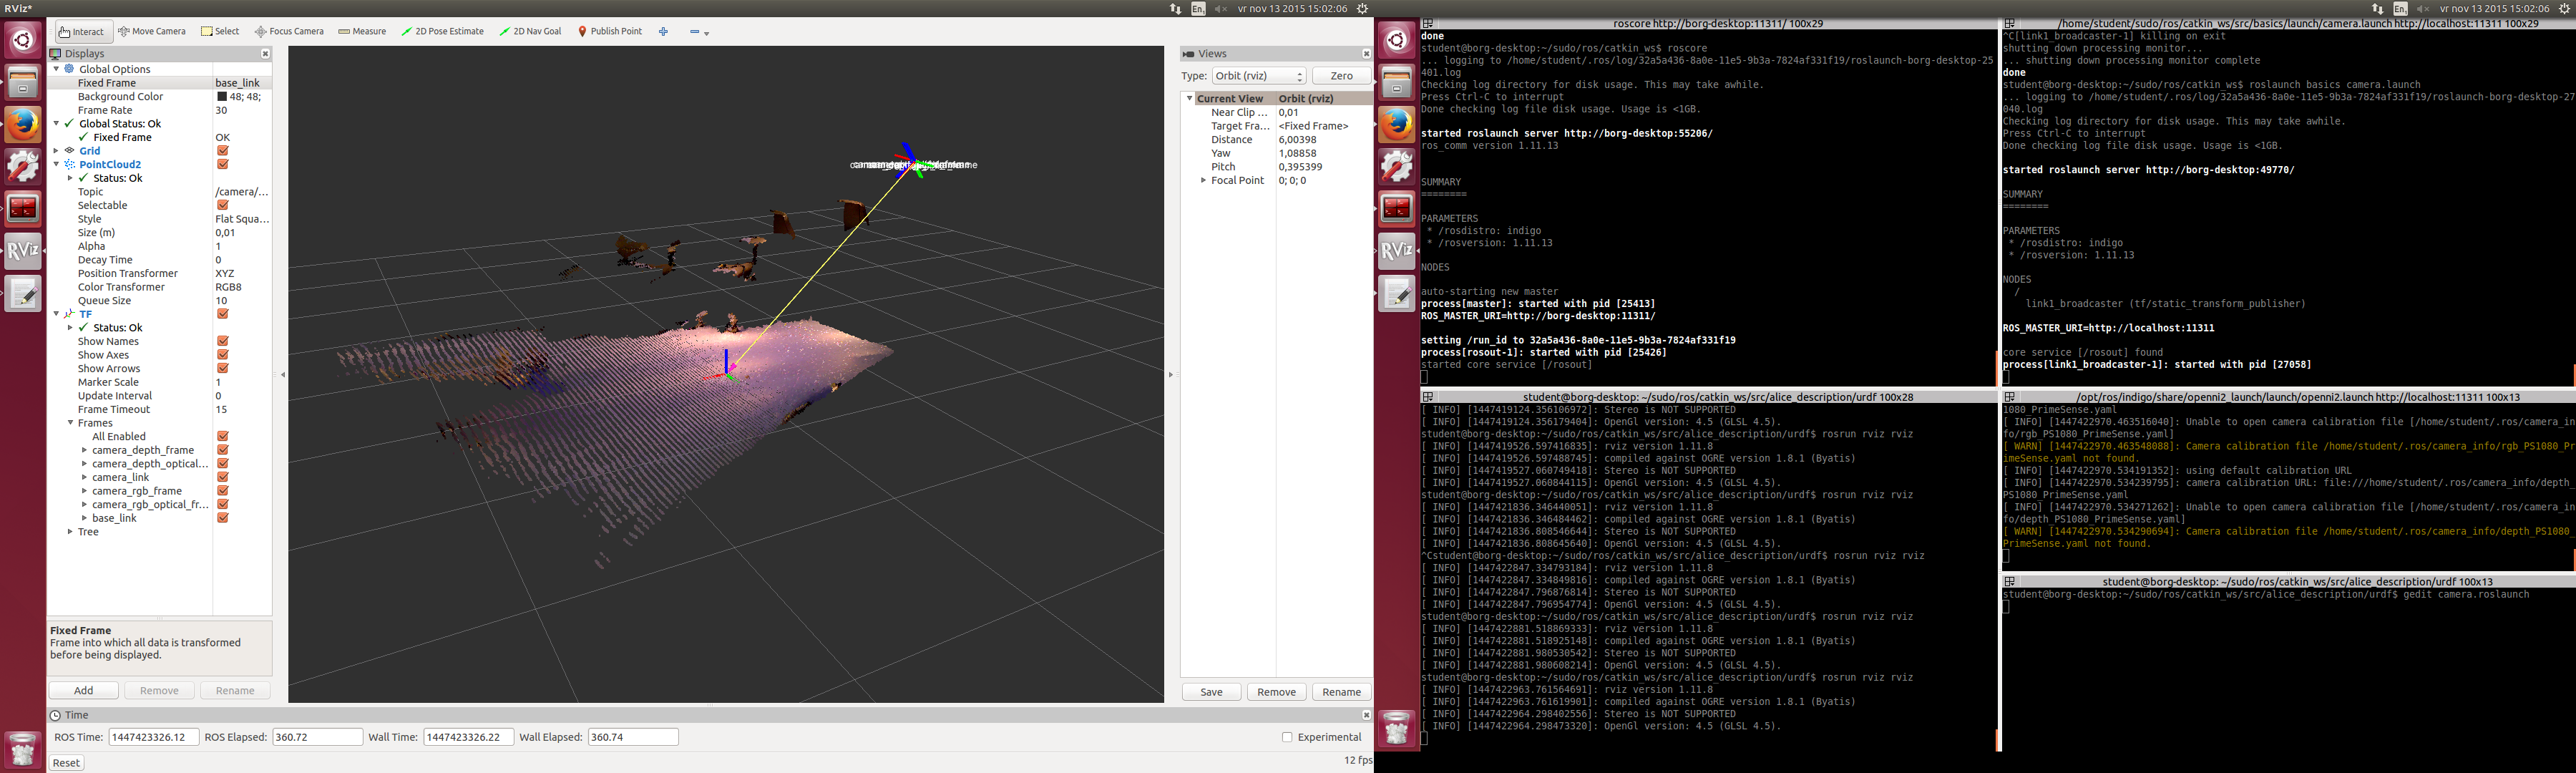 RViz*
En
vr nov 13 2015 15:02:06
Interact
Move Camera
Select
Focus Camera
Measure
2D Pose Estimate
2D Nav Goal
Publish Point
Displays
Global Options
Fixed Frame base_link
Background Color 48; 48;
Frame Rate 30
Global Status: Ok
Fixed Frame OK
Grid
PointCloud2
Status: Ok
Topic /camera/...
Selectable
Style Flat Squa...
Size (m) 0,01
Alpha 1
Decay Time 0
Position Transformer XYZ
Color Transformer RGB8
Queue Size 10
TF
Status: Ok
Show Names
Show Axes
Show Arrows
Marker Scale 1
Update Interval 0
Frame Timeout 15
Frames
All Enabled
camera_depth_frame
camera_depth_optical...
camera_link
camera_rgb_frame
camera_rgb_optical_fr...
base_link
Tree
Fixed Frame
Frame into which all data is transformed
before being displayed.
Add
Remove
Rename
Views
Type: Orbit (rviz)
Zero
Current View Orbit (rviz)
Near Clip ... 0,01
Target Fra... <Fixed Frame>
Distance 6,00398
Yaw 1,08858
Pitch 0,395399
Focal Point 0; 0; 0
Save
Remove
Rename
Time
ROS Time: 1447423326.12
ROS Elapsed: 360.72
Wall Time: 1447423326.22
Wall Elapsed: 360.74
Experimental
Reset
12 fps
En
vr nov 13 2015 15:02:06
RViz
RViz
roscore http://borg-desktop:11311/ 100x29
done
student@borg-desktop:~/sudo/ros/catkin_ws$ roscore
... logging to /home/student/.ros/log/32a5a436-8a0e-11e5-9b3a-7824af331f19/roslaunch-borg-desktop-25
401.log
Checking log directory for disk usage. This may take awhile.
Press Ctrl-C to interrupt
Done checking log file disk usage. Usage is <1GB.
started roslaunch server http://borg-desktop:55206/
ros_comm version 1.11.13
SUMMARY
========
PARAMETERS
* /rosdistro: indigo
* /rosversion: 1.11.13
NODES
auto-starting new master
process[master]: started with pid [25413]
ROS_MASTER_URI=http://borg-desktop:11311/
setting /run_id to 32a5a436-8a0e-11e5-9b3a-7824af331f19
process[rosout-1]: started with pid [25426]
started core service [/rosout]
/home/student/sudo/ros/catkin_ws/src/basics/launch/camera.launch http://localhost:11311 100x29
^C[link1_broadcaster-1] killing on exit
shutting down processing monitor...
... shutting down processing monitor complete
done
student@borg-desktop:~/sudo/ros/catkin_ws$ roslaunch basics camera.launch
... logging to /home/student/.ros/log/32a5a436-8a0e-11e5-9b3a-7824af331f19/roslaunch-borg-desktop-27
040.log
Checking log directory for disk usage. This may take awhile.
Press Ctrl-C to interrupt
Done checking log file disk usage. Usage is <1GB.
started roslaunch server http://borg-desktop:49770/
SUMMARY
========
PARAMETERS
* /rosdistro: indigo
* /rosversion: 1.11.13
NODES
/
link1_broadcaster (tf/static_transform_publisher)
ROS_MASTER_URI=http://localhost:11311
core service [/rosout] found
process[link1_broadcaster-1]: started with pid [27058]
student@borg-desktop: ~/sudo/ros/catkin_ws/src/alice_description/urdf 100x28
[ INFO] [1447419124.356106972]: Stereo is NOT SUPPORTED
[ INFO] [1447419124.356179404]: OpenGl version: 4.5 (GLSL 4.5).
student@borg-desktop:~/sudo/ros/catkin_ws/src/alice_description/urdf$ rosrun rviz rviz
[ INFO] [1447419526.597416835]: rviz version 1.11.8
[ INFO] [1447419526.597488745]: compiled against OGRE version 1.8.1 (Byatis)
[ INFO] [1447419527.060749418]: Stereo is NOT SUPPORTED
[ INFO] [1447419527.060844115]: OpenGl version: 4.5 (GLSL 4.5).
student@borg-desktop:~/sudo/ros/catkin_ws/src/alice_description/urdf$ rosrun rviz rviz
[ INFO] [1447421836.346440051]: rviz version 1.11.8
[ INFO] [1447421836.346484462]: compiled against OGRE version 1.8.1 (Byatis)
[ INFO] [1447421836.808546644]: Stereo is NOT SUPPORTED
[ INFO] [1447421836.808645640]: OpenGl version: 4.5 (GLSL 4.5).
^Cstudent@borg-desktop:~/sudo/ros/catkin_ws/src/alice_description/urdf$ rosrun rviz rviz
[ INFO] [1447422847.334793184]: rviz version 1.11.8
[ INFO] [1447422847.334849816]: compiled against OGRE version 1.8.1 (Byatis)
[ INFO] [1447422847.796876814]: Stereo is NOT SUPPORTED
[ INFO] [1447422847.796954774]: OpenGl version: 4.5 (GLSL 4.5).
student@borg-desktop:~/sudo/ros/catkin_ws/src/alice_description/urdf$ rosrun rviz rviz
[ INFO] [1447422881.518869333]: rviz version 1.11.8
[ INFO] [1447422881.518925148]: compiled against OGRE version 1.8.1 (Byatis)
[ INFO] [1447422881.980530542]: Stereo is NOT SUPPORTED
[ INFO] [1447422881.980608214]: OpenGl version: 4.5 (GLSL 4.5).
student@borg-desktop:~/sudo/ros/catkin_ws/src/alice_description/urdf$ rosrun rviz rviz
[ INFO] [1447422963.761564691]: rviz version 1.11.8
[ INFO] [1447422963.761619901]: compiled against OGRE version 1.8.1 (Byatis)
[ INFO] [1447422964.298402556]: Stereo is NOT SUPPORTED
[ INFO] [1447422964.298473320]: OpenGl version: 4.5 (GLSL 4.5).
/opt/ros/indigo/share/openni2_launch/launch/openni2.launch http://localhost:11311 100x13
1080_PrimeSense.yaml
[ INFO] [1447422970.463516040]: Unable to open camera calibration file [/home/student/.ros/camera_in
fo/rgb_PS1080_PrimeSense.yaml]
[ WARN] [1447422970.463548088]: Camera calibration file /home/student/.ros/camera_info/rgb_PS1080_Pr
imeSense.yaml not found.
[ INFO] [1447422970.534191352]: using default calibration URL
[ INFO] [1447422970.534239795]: camera calibration URL: file:///home/student/.ros/camera_info/depth_
PS1080_PrimeSense.yaml
[ INFO] [1447422970.534271262]: Unable to open camera calibration file [/home/student/.ros/camera_in
fo/depth_PS1080_PrimeSense.yaml]
[ WARN] [1447422970.534290694]: Camera calibration file /home/student/.ros/camera_info/depth_PS1080_
PrimeSense.yaml not found.
student@borg-desktop: ~/sudo/ros/catkin_ws/src/alice_description/urdf 100x13
student@borg-desktop:~/sudo/ros/catkin_ws/src/alice_description/urdf$ gedit camera.roslaunch